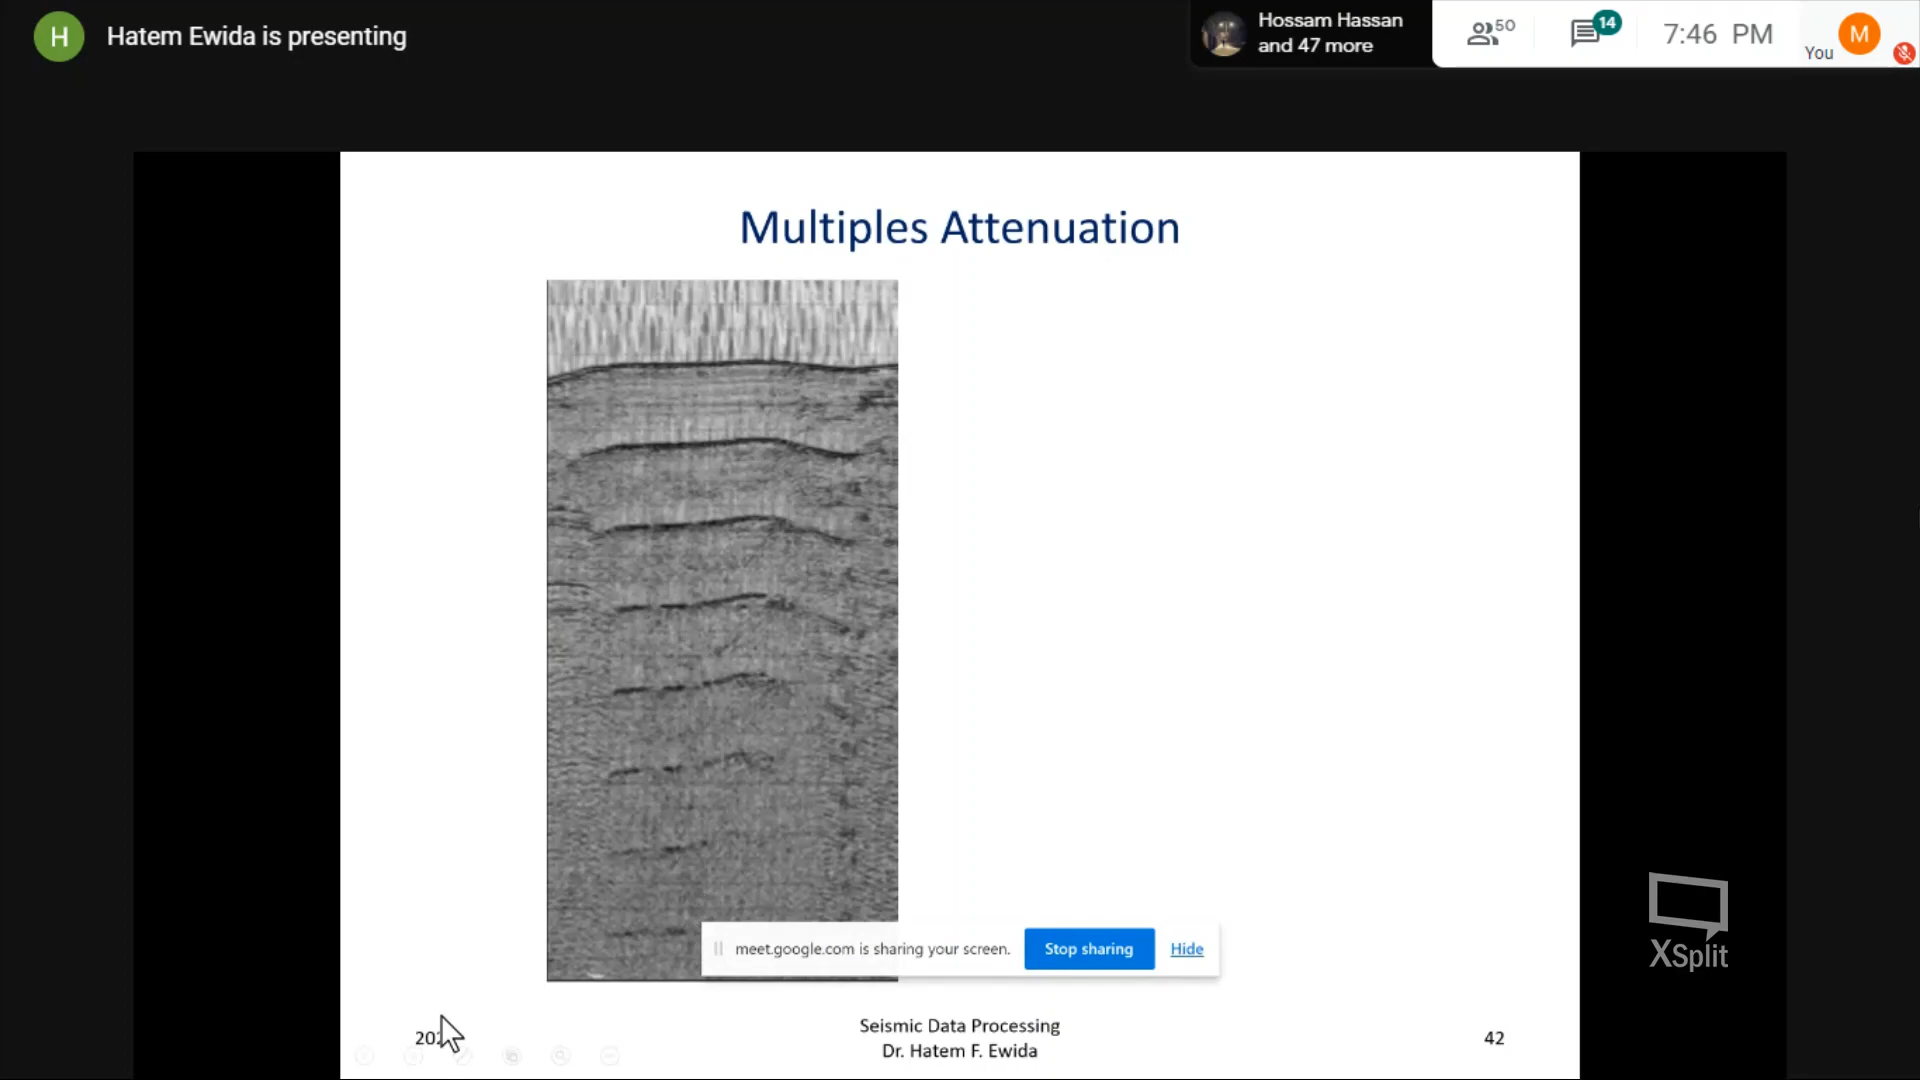 H
Hatem Ewida is presenting
Hossam Hassan
and 47 more
50
14
7:46 PM
You
M
Multiples Attenuation
meet.google.com is sharing your screen.
Stop sharing
Hide
XSplit
Seismic Data Processing
Dr. Hatem F. Ewida
42